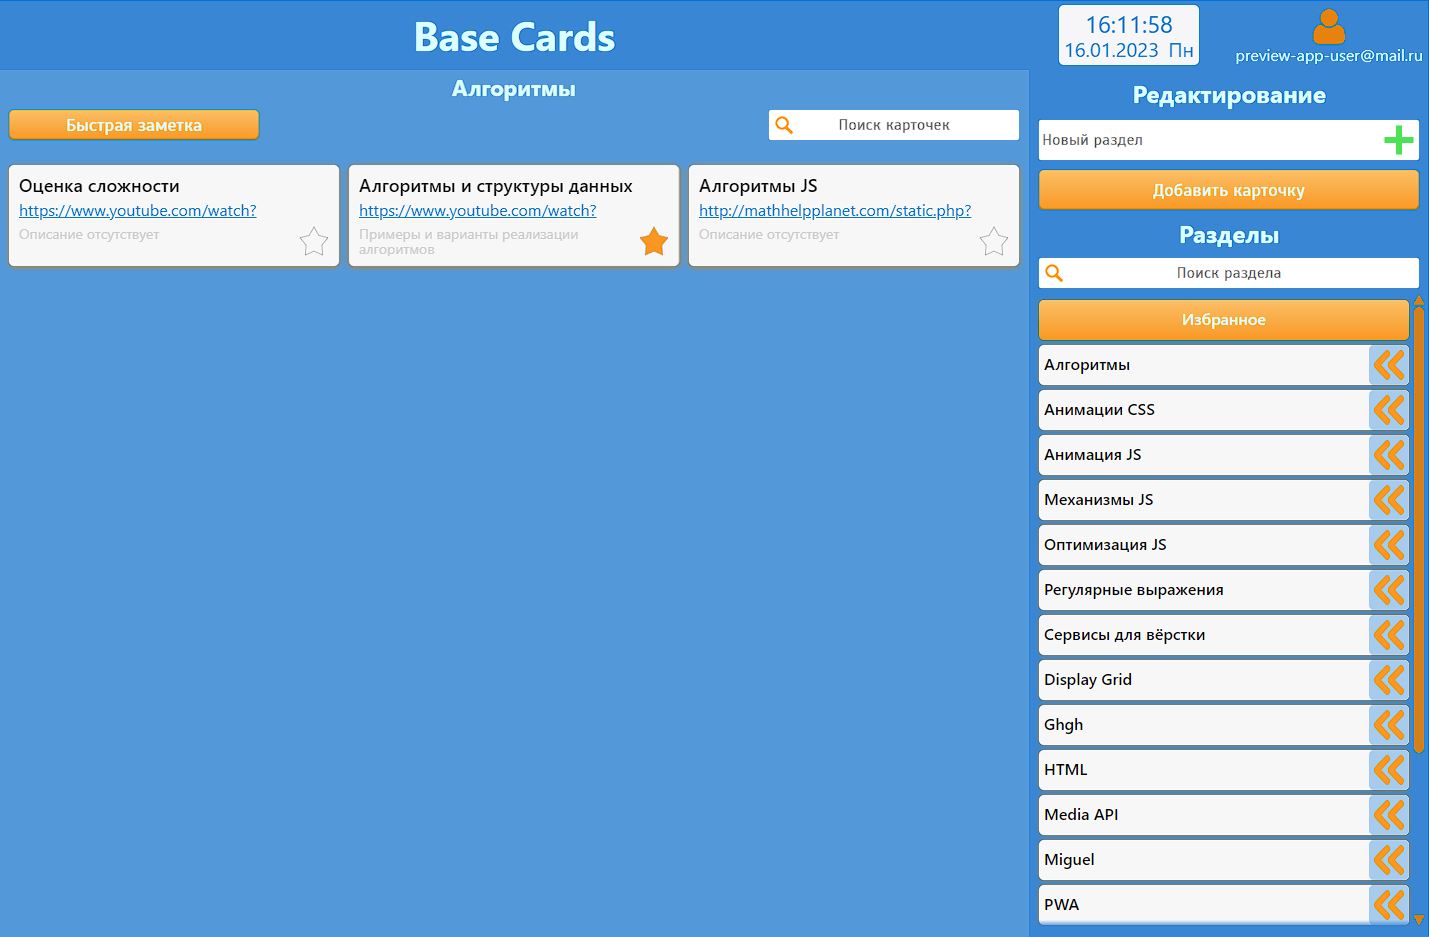 Base Cards
16:11:58
16.01.2023 Пн
preview-app-user@mail.ru
Алгоритмы
Быстрая заметка
Поиск карточек
Оценка сложности
https://www.youtube.com/watch?
Описание отсутствует
Алгоритмы и структуры данных
https://www.youtube.com/watch?
Примеры и варианты реализации
алгоритмов
Алгоритмы JS
http://mathhelpplanet.com/static.php?
Описание отсутствует
Редактирование
Новый раздел
Добавить карточку
Разделы
Поиск раздела
Избранное
Алгоритмы
Анимации CSS
Анимация JS
Механизмы JS
Оптимизация JS
Регулярные выражения
Сервисы для вёрстки
Display Grid
Ghgh
HTML
Media API
Miguel
PWA